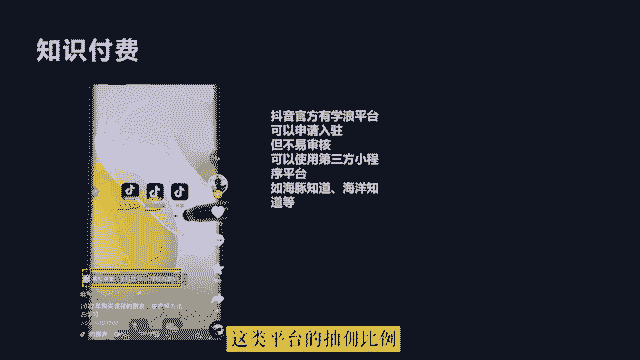 知识付费
抖音官方有学浪平台
可以申请入驻
但不易审核
可以使用第三方小程
序平台
如海豚知道、海洋知
道等
这类平台的抽佣比例